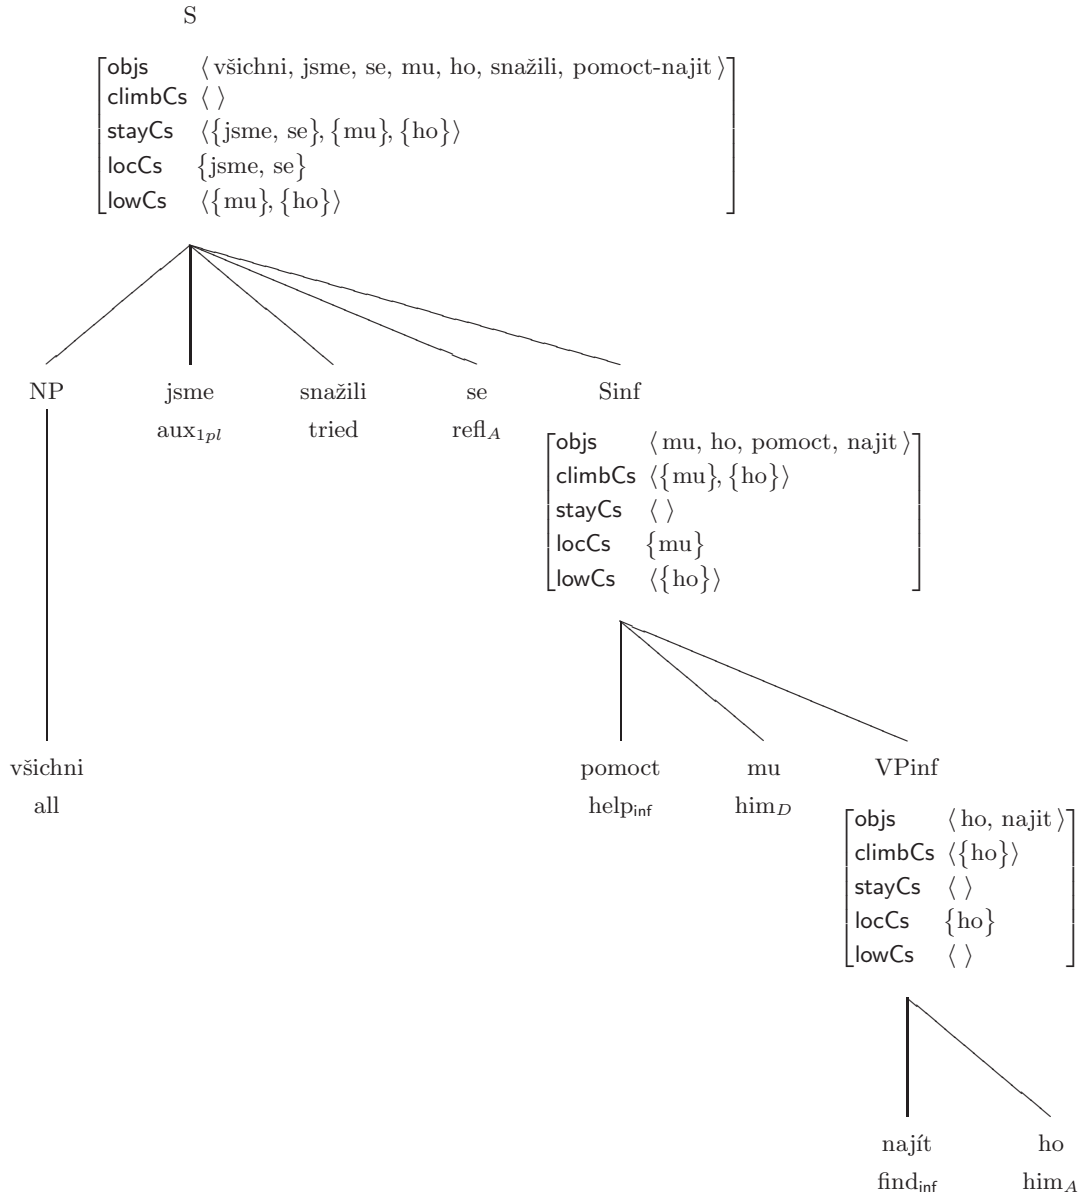 S
objs ⟨ všichni, jsme, se, mu, ho, snažili, pomoct-najit ⟩
climbCs ⟨ ⟩
stayCs ⟨{jsme, se}, {mu}, {ho}⟩
locCs {jsme, se}
lowCs ⟨{mu}, {ho}⟩
NP jsme snažili se Sinf
aux1pl tried reflA
objs ⟨ mu, ho, pomoct, najit ⟩
climbCs ⟨{mu}, {ho}⟩
stayCs ⟨ ⟩
locCs {mu}
lowCs ⟨{ho}⟩
všichni pomoct mu VPinf
all helpinf himD
objs ⟨ ho, najit ⟩
climbCs ⟨{ho}⟩
stayCs ⟨ ⟩
locCs {ho}
lowCs ⟨ ⟩
najít ho
findinf himA